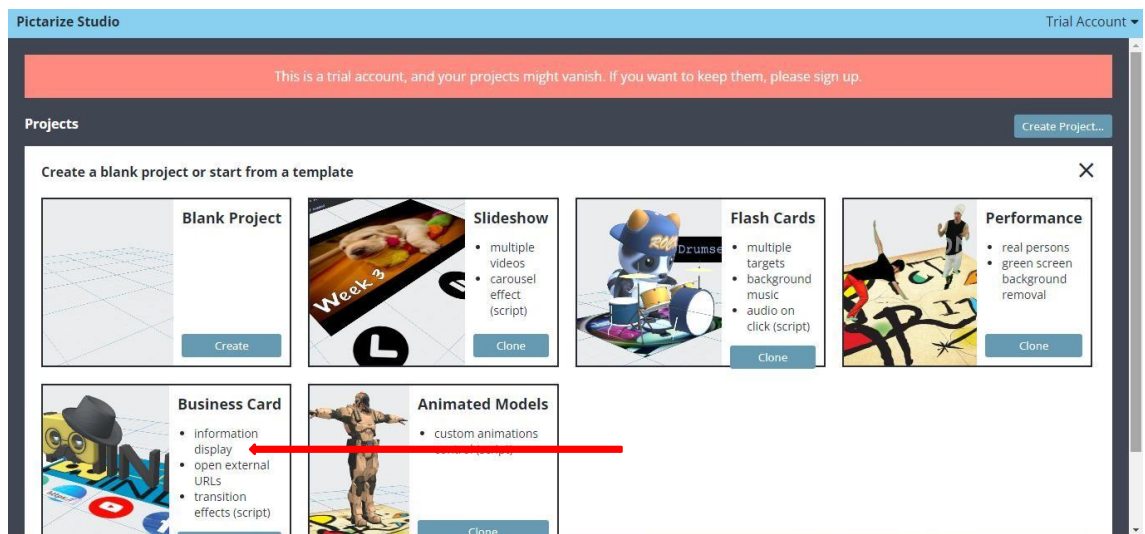 Pictarize Studio
Trial Account
This is a trial account, and your projects might vanish. If you want to keep them, please sign up.
Projects
Create Project...
Create a blank project or start from a template
Blank Project
Create
Slideshow
multiple
videos
carousel
effect
(script)
Clone
Week 3
Flash Cards
multiple
targets
background
music
audio on
click (script)
Clone
Drumse
Performance
real persons
green screen
background
removal
Clone
Business Card
information
display
open external
URLs
transition
effects (script)
Animated Models
custom animations
Clone